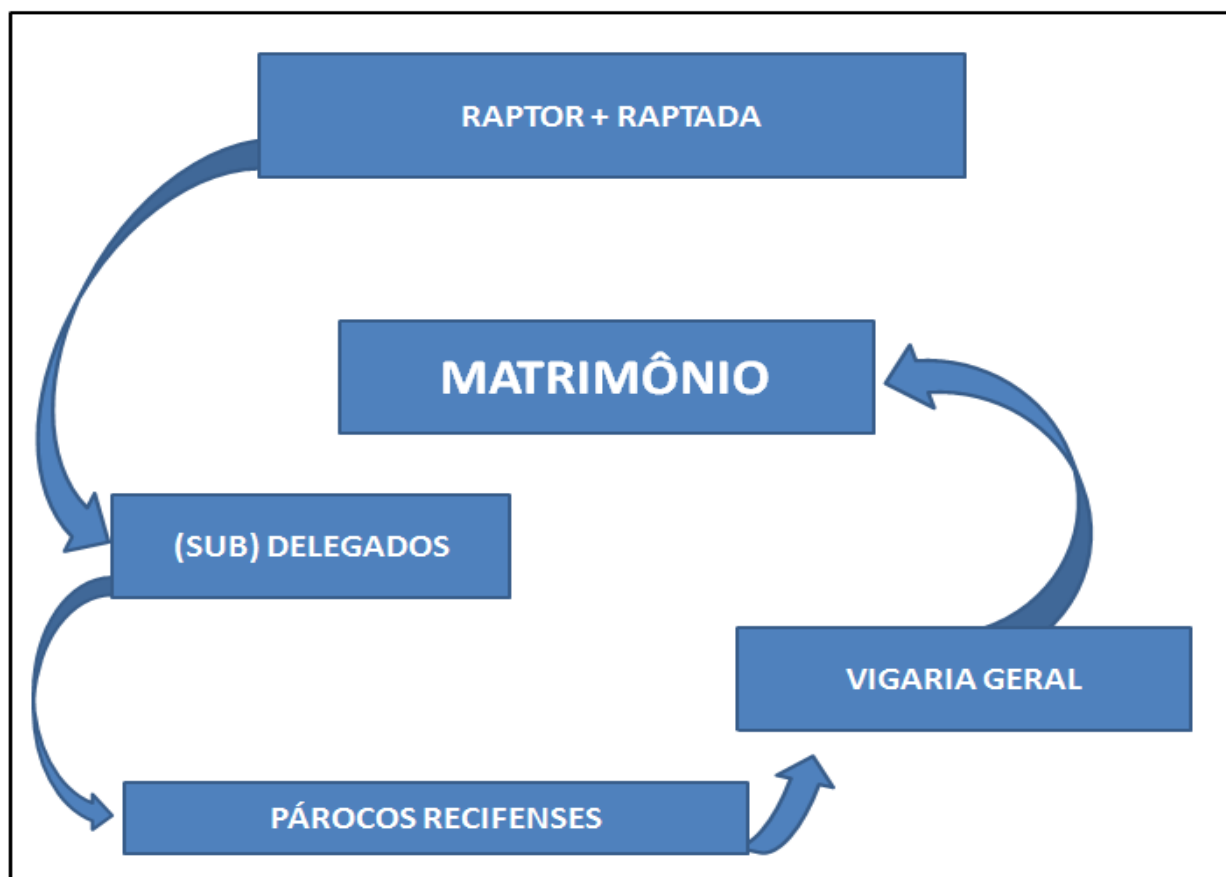 RAPTOR + RAPTADA
MATRIMÔNIO
(SUB) DELEGADOS
VIGARIA GERAL
PÁROCOS RECIFENSES